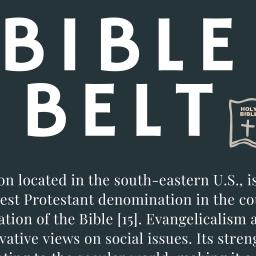 BIBLE
BELT
HOLY
BIBLE
on located in the south-eastern U.S., is
est Protestant denomination in the cou
ation of the Bible [15]. Evangelicalism a
vative views on social issues. Its streng